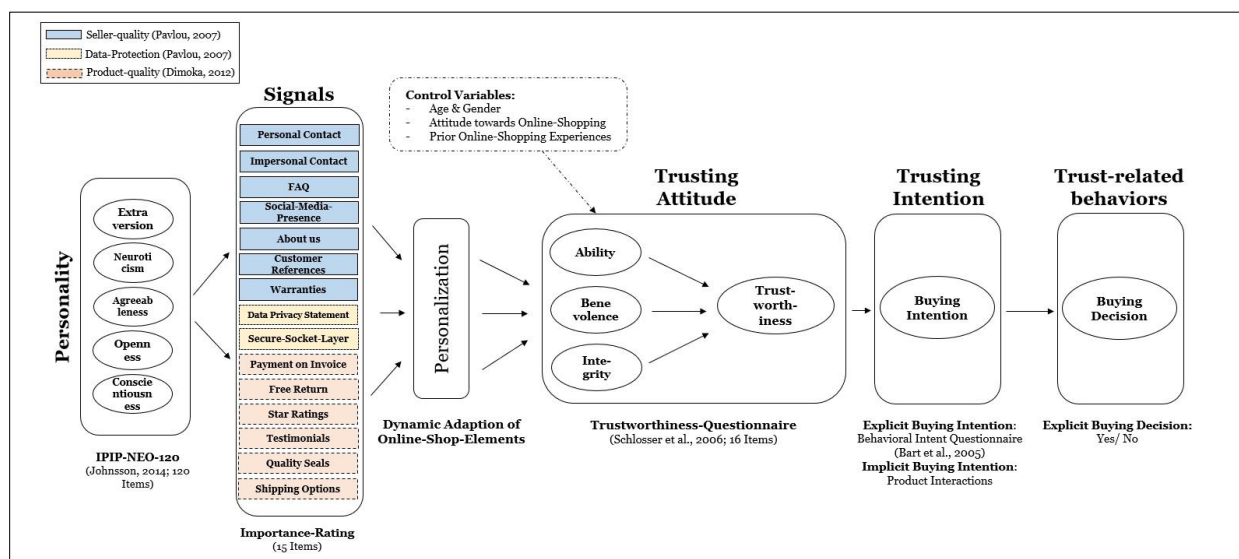 Seller-quality (Pavlou, 2007)
Data-Protection (Pavlou, 2007)
Product-quality (Dimoka, 2012)
Personality
Extra
version
Neuroti
cism
Agreeab
leness
Open
ness
Conscie
ntiousn
ess
IPIP-NEO-120
(Johnsson, 2014; 120
Items)
Signals
Personal Contact
Impersonal Contact
FAQ
Social-Media-
Presence
About us
Customer
References
Warranties
Data Privacy Statement
Secure-Socket-Layer
Payment on Invoice
Free Return
Star Ratings
Testimonials
Quality Seals
Shipping Options
Importance-Rating
(15 Items)
Personalization
Dynamic Adaption of
Online-Shop-Elements
Control Variables:
- Age & Gender
- Attitude towards Online-Shopping
- Prior Online-Shopping Experiences
Trusting
Attitude
Ability
Bene
volence
Inte-
grity
Trust-
worth-
iness
Trustworthiness-Questionnaire
(Schlosser et al., 2006; 16 Items)
Trusting
Intention
Buying
Intention
Explicit Buying Intention:
Behavioral Intent Questionnaire
(Bart et al., 2005)
Implicit Buying Intention:
Product Interactions
Trust-related
behaviors
Buying
Decision
Explicit Buying Decision:
Yes/ No